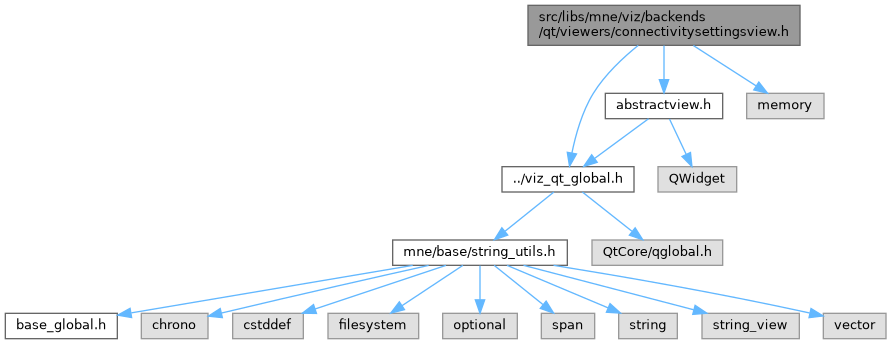 src/libs/mne/viz/backends
/qt/viewers/connectivitysettingsview.h
abstractview.h
memory
../viz_qt_global.h
QWidget
mne/base/string_utils.h
QtCore/qglobal.h
base_global.h
chrono
cstddef
filesystem
optional
span
string
string_view
vector